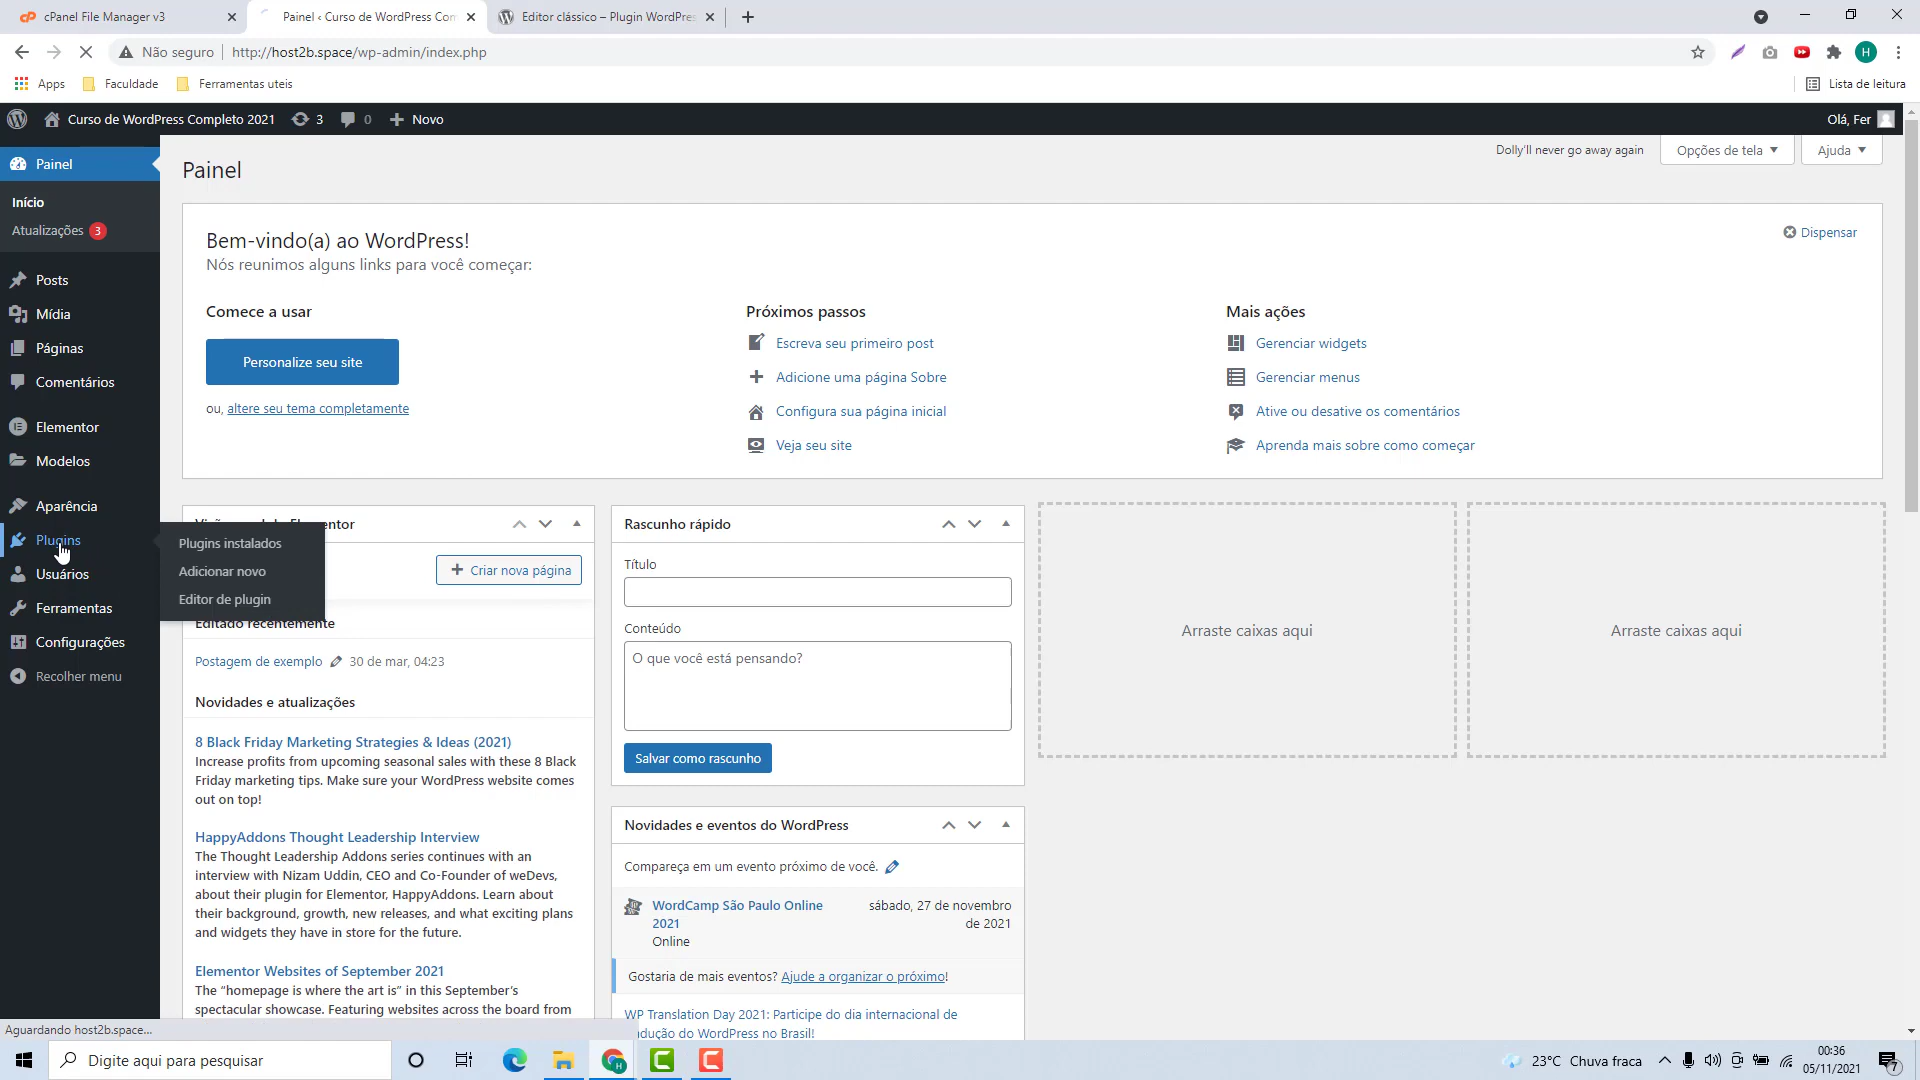 cPanel File Manager v3
Painel ‹ Curso de WordPress Com
Editor clássico – Plugin WordPres
Não seguro
http://host2b.space/wp-admin/index.php
H
Apps
Faculdade
Ferramentas uteis
Lista de leitura
Curso de WordPress Completo 2021
3
0
Novo
Olá, Fer
Painel
Início
Atualizações 3
Posts
Mídia
Páginas
Comentários
Elementor
Modelos
Aparência
Plugins
Usuários
Ferramentas
Configurações
Recolher menu
Plugins instalados
Adicionar novo
Editor de plugin
Dolly'll never go away again
Opções de tela
Ajuda
Painel
Bem-vindo(a) ao WordPress!
Nós reunimos alguns links para você começar:
Dispensar
Comece a usar
Personalize seu site
ou, altere seu tema completamente
Próximos passos
Escreva seu primeiro post
Adicione uma página Sobre
Configura sua página inicial
Veja seu site
Mais ações
Gerenciar widgets
Gerenciar menus
Ative ou desative os comentários
Aprenda mais sobre como começar
Criar nova página
Editado recentemente
Postagem de exemplo
30 de mar, 04:23
Novidades e atualizações
8 Black Friday Marketing Strategies & Ideas (2021)
Increase profits from upcoming seasonal sales with these 8 Black
Friday marketing tips. Make sure your WordPress website comes
out on top!
HappyAddons Thought Leadership Interview
The Thought Leadership Addons series continues with an
interview with Nizam Uddin, CEO and Co-Founder of weDevs,
about their plugin for Elementor, HappyAddons. Learn about
their background, growth, new releases, and what exciting plans
and widgets they have in store for the future.
Elementor Websites of September 2021
The “homepage is where the art is” in this September’s
spectacular showcase. Featuring websites across the board from
Rascunho rápido
Título
Conteúdo
O que você está pensando?
Salvar como rascunho
Novidades e eventos do WordPress
Compareça em um evento próximo de você.
WordCamp São Paulo Online
2021
Online
sábado, 27 de novembro
de 2021
Gostaria de mais eventos? Ajude a organizar o próximo!
WP Translation Day 2021: Participe do dia internacional de
do WordPress no Brasil!
Arraste caixas aqui
Arraste caixas aqui
Aguardando host2b.space...
Digite aqui para pesquisar
23°C Chuva fraca
00:36
05/11/2021
7